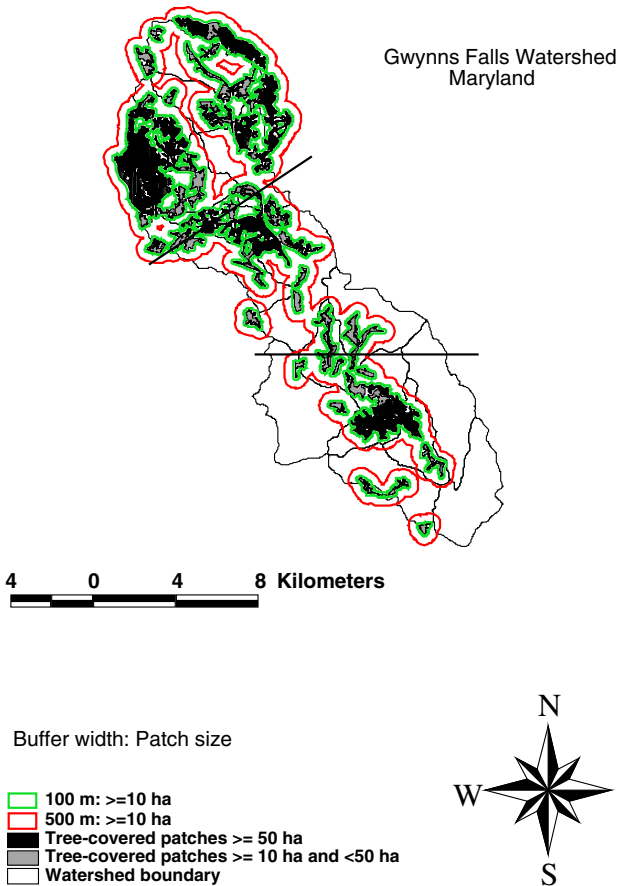 Gwynns Falls Watershed
Maryland
4 0 4 8 Kilometers
Buffer width: Patch size
100 m: >=10 ha
500 m: >=10 ha
Tree-covered patches >= 50 ha
Tree-covered patches >= 10 ha and <50 ha
Watershed boundary
N
W
S